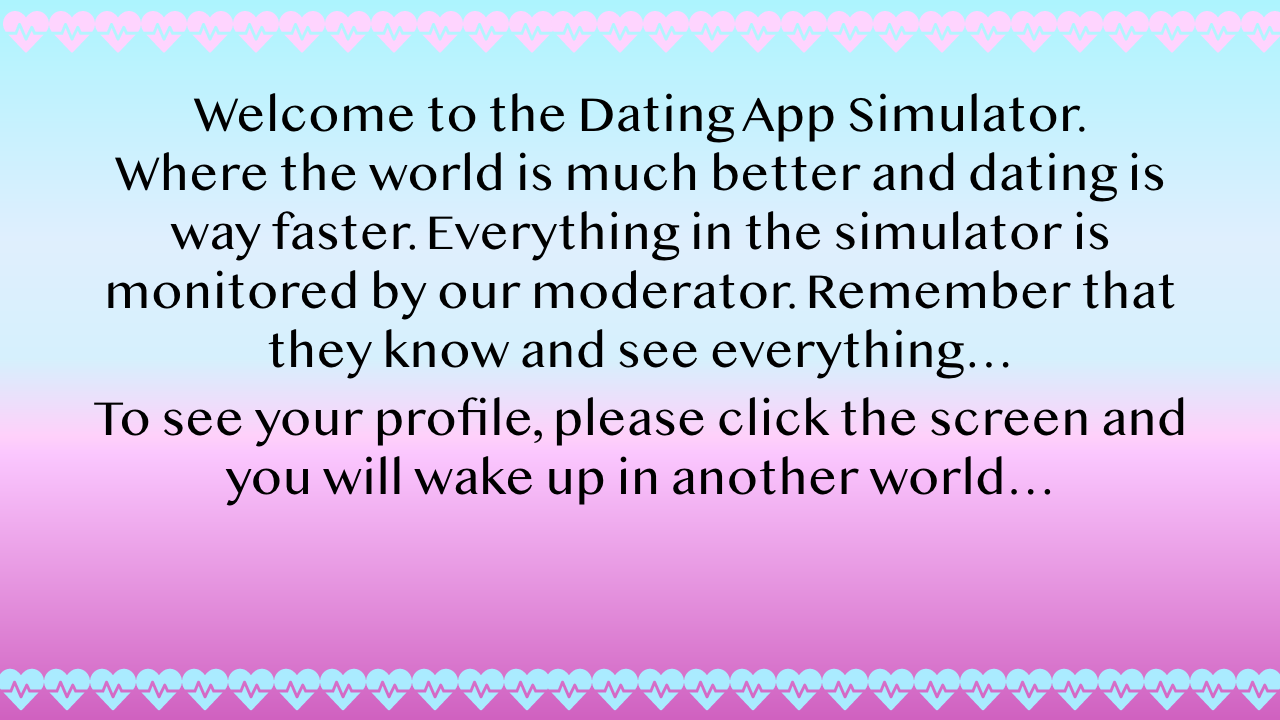 Welcome to the Dating App Simulator.
Where the world is much better and dating is
way faster. Everything in the simulator is
monitored by our moderator. Remember that
they know and see everything...
To see your profile, please click the screen and
you will wake up in another world...